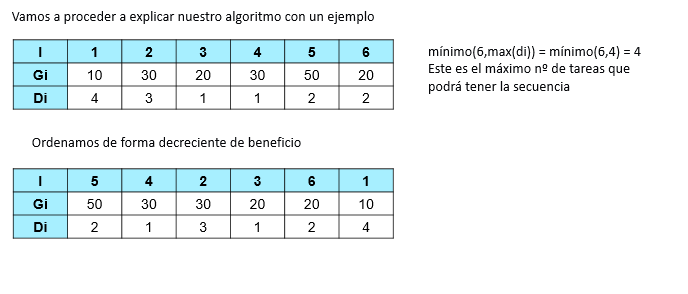 Vamos a proceder a explicar nuestro algoritmo con un ejemplo
I 1 2 3 4 5 6
Gi 10 30 20 30 50 20
Di 4 3 1 1 2 2
mínimo(6,max(di)) = mínimo(6,4) = 4
Este es el máximo nº de tareas que
podrá tener la secuencia
Ordenamos de forma decreciente de beneficio
I 5 4 2 3 6 1
Gi 50 30 30 20 20 10
Di 2 1 3 1 2 4